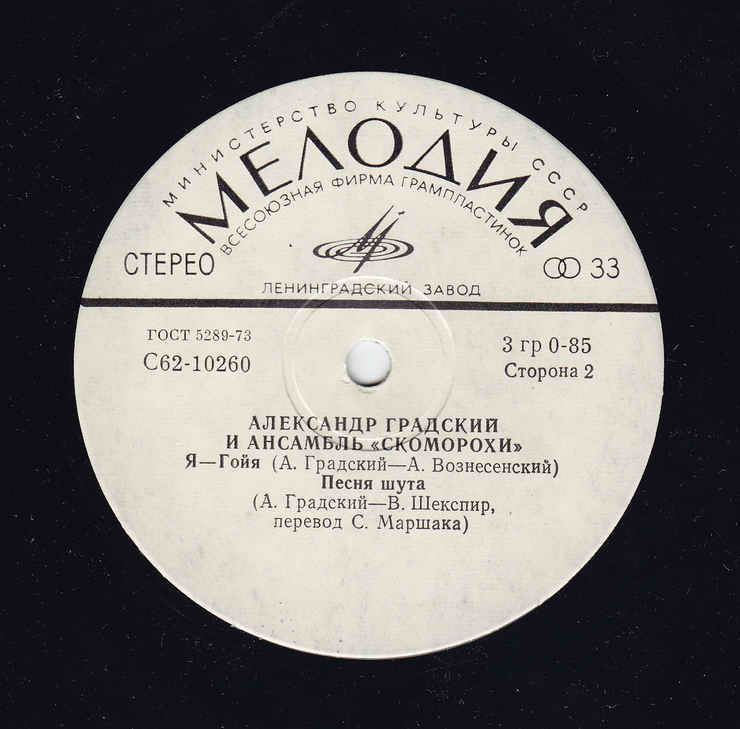 МИНИСТЕРСТВО КУЛЬТУРЫ СССР
МЕЛОДИЯ
ВСЕСОЮЗНАЯ ФИРМА ГРАМПЛАСТИНОК
СТЕРЕО
33
ЛЕНИНГРАДСКИЙ ЗАВОД
ГОСТ 5289-73
С62-10260
3 гр 0-85
Сторона 2
АЛЕКСАНДР ГРАДСКИЙ
И АНСАМБЛЬ «СКОМОРОХИ»
Я—Гойя (А. Градский—А. Вознесенский)
Песня шута
(А. Градский—В. Шекспир,
перевод С. Маршака)